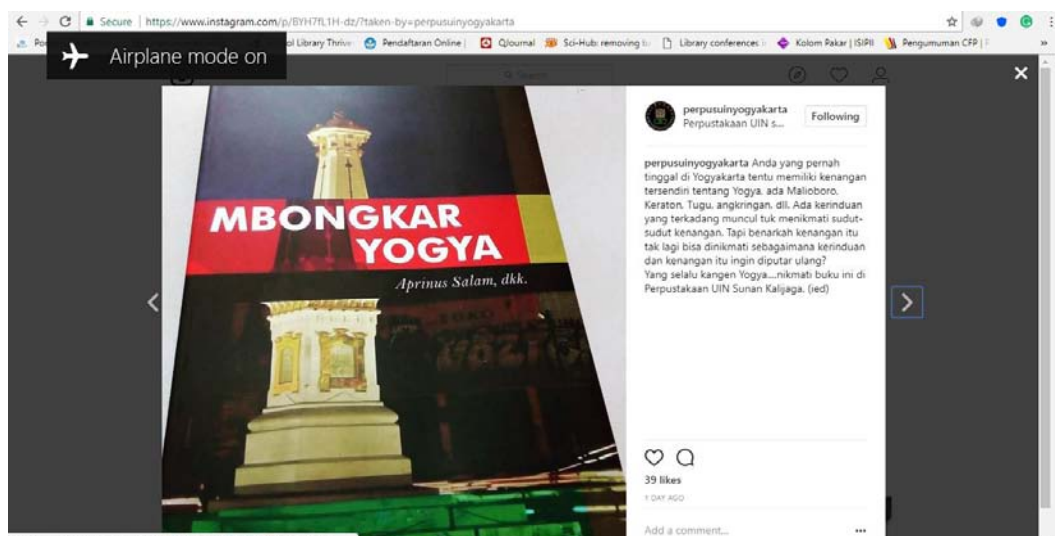 Secure | https://www.instagram.com/p/BYH7fL1H-dz/?taken-by=perpusuinyogyakarta
ol Library Thrive Pendaftaran Online | QJournal Sci-Hub: removing b Library conferences i Kolom Pakar | ISIPII Pengumuman CFP |
Airplane mode on
Search
MBONGKAR
YOGYA
Aprinus Salam, dkk.
perpusuinyogyakarta
Perpustakaan UIN s...
Following
perpusuinyogyakarta Anda yang pernah
tinggal di Yogyakarta tentu memiliki kenangan
tersendiri tentang Yogya, ada Malioboro,
Keraton, Tugu, angkringan, dll. Ada kerinduan
yang terkadang muncul tuk menikmati sudut-
sudut kenangan. Tapi benarkah kenangan itu
tak lagi bisa dinikmati sebagaimana kerinduan
dan kenangan itu ingin diputar ulang?
Yang selalu kangen Yogya....nikmati buku ini di
Perpustakaan UIN Sunan Kalijaga. (ied)
39 likes
1 DAY AGO
Add a comment...